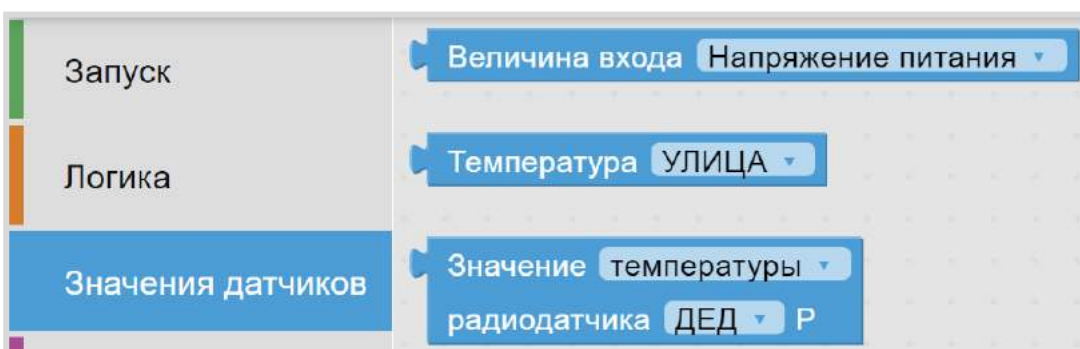 Запуск
Логика
Значения датчиков
Величина входа Напряжение питания
Температура УЛИЦА
Значение температуры
радиодатчика ДЕД Р